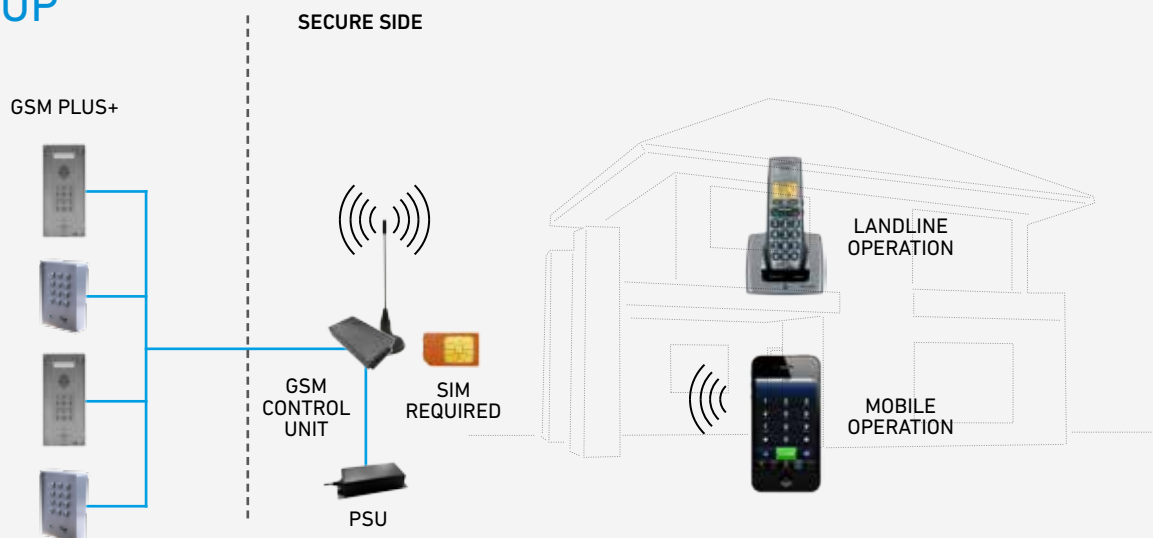 UP
SECURE SIDE
GSM PLUS+
LANDLINE
OPERATION
GSM
CONTROL
UNIT
SIM
REQUIRED
MOBILE
OPERATION
PSU